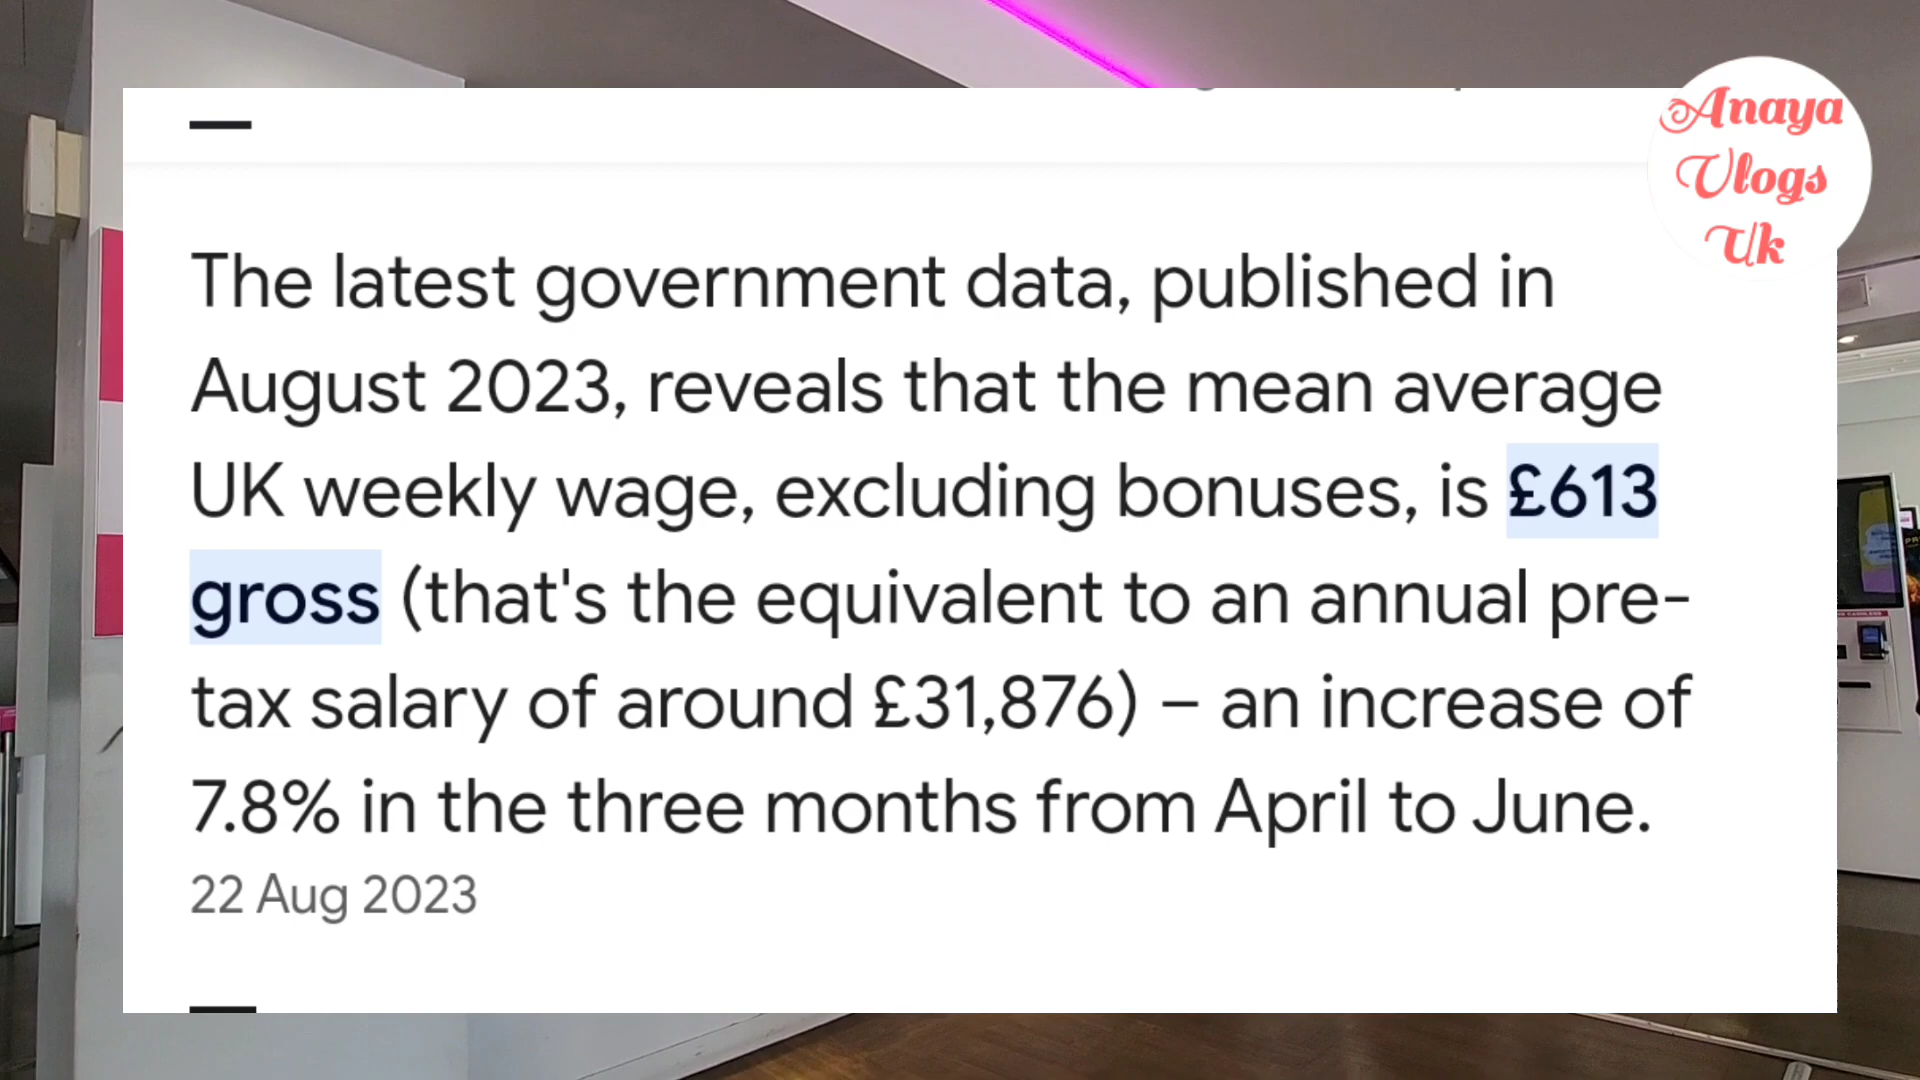 Anaya
Vlogs
Uk
The latest government data, published in
August 2023, reveals that the mean average
UK weekly wage, excluding bonuses, is £613
gross (that's the equivalent to an annual pre-
tax salary of around £31,876) – an increase of
7.8% in the three months from April to June.
22 Aug 2023